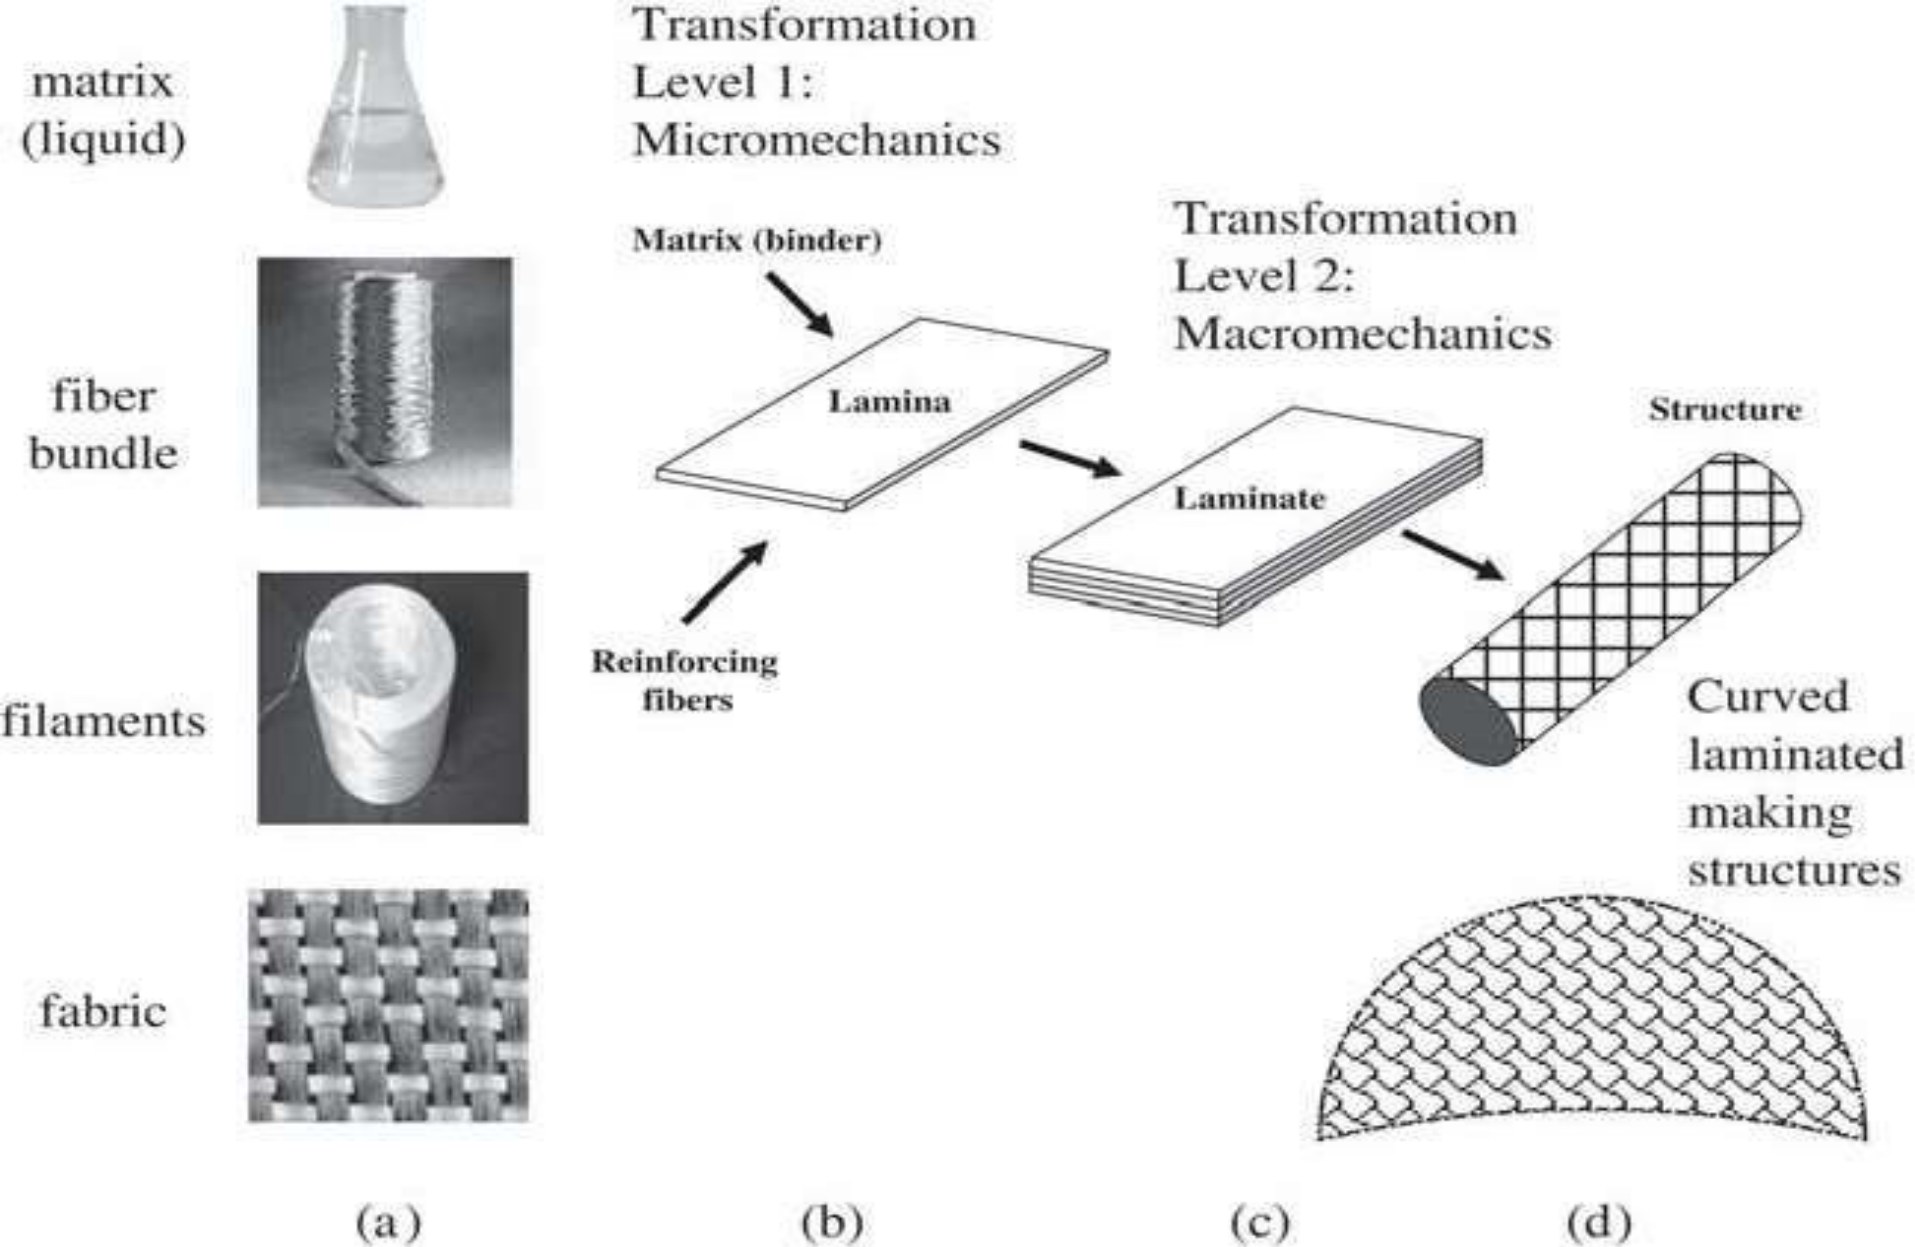 matrix
(liquid)
fiber
bundle
filaments
fabric
Transformation
Level 1:
Micromechanics
Matrix (binder)
Lamina
Reinforcing
fibers
Transformation
Level 2:
Macromechanics
Laminate
Structure
Curved
laminated
making
structures
(a)
(b)
(c)
(d)